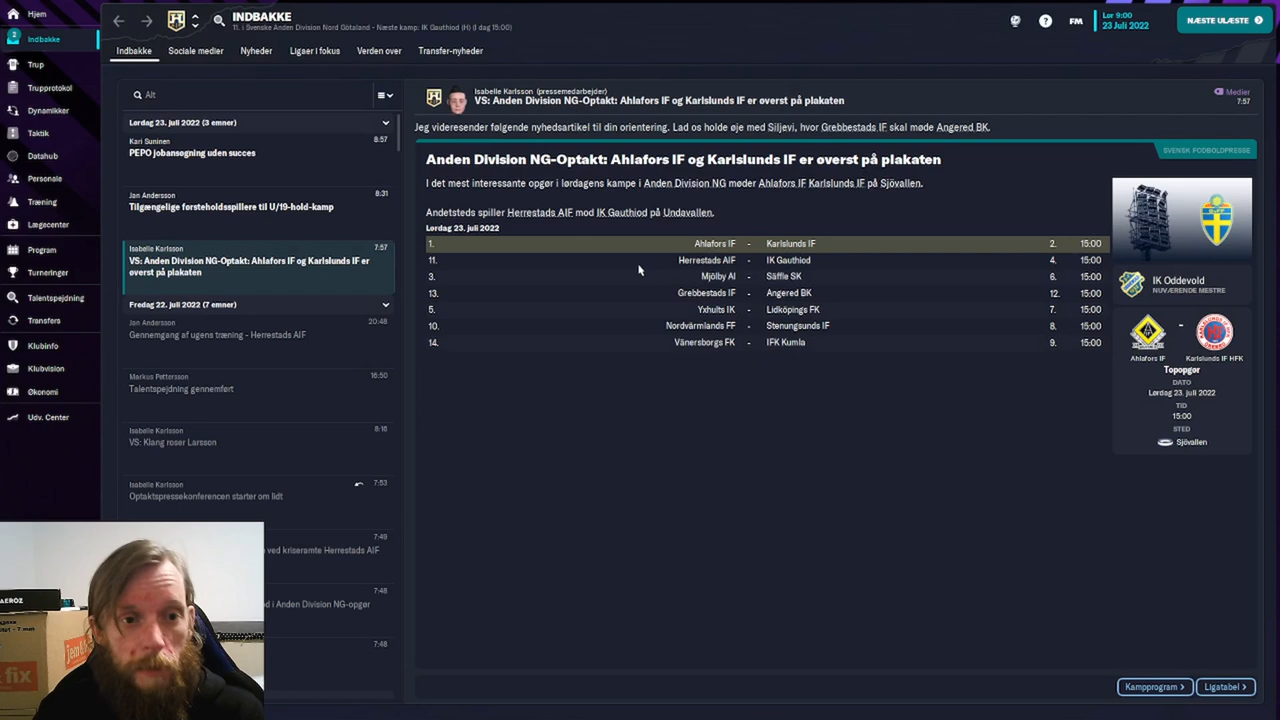 Hjem
INDBAKKE
11. i Svenske Anden Division Nord Götaland - Næste kamp: IK Gauthiod (H) (I dag 15:00)
FM
Lør 9:00
23 Juli 2022
NÆSTE ULÆSTE
2
Indbakke
Trup
Trupprotokol
Dynamikker
Taktik
Datahub
Personale
Træning
Lægecenter
Program
Turneringer
Talentspejdning
Transfers
Klubinfo
Klubvision
Økonomi
Udv. Center
Indbakke
Sociale medier
Nyheder
Ligaer i fokus
Verden over
Transfer-nyheder
Alt
Lørdag 23. juli 2022 (3 emner)
Kari Suninen
8:57
PEPO jobansøgning uden succes
Jan Andersson
8:31
Tilgængelige førsteholdsspillere til U/19-hold-kamp
Isabelle Karlsson
7:57
VS: Anden Division NG-Optakt: Ahlafors IF og Karlslunds IF er
øverst på plakaten
Fredag 22. juli 2022 (7 emner)
Jan Andersson
20:48
Gennemgang af ugens træning - Herrestads AIF
Markus Pettersson
16:50
Talentspejdning gennemført
Isabelle Karlsson
8:16
VS: Klang roser Larsson
Isabelle Karlsson
7:53
Optaktspressekonferencen starter om lidt
7:49
ved kriseramte Herrestads AIF
7:48
d i Anden Division NG-opgør
7:48
Isabelle Karlsson (pressemedarbejder)
VS: Anden Division NG-Optakt: Ahlafors IF og Karlslunds IF er øverst på plakaten
Medier
7:57
Jeg videresender følgende nyhedsartikel til din orientering. Lad os holde øje med Siljevi, hvor Grebbestads IF skal møde Angered BK.
SVENSK FODBOLDPRESSE
Anden Division NG-Optakt: Ahlafors IF og Karlslunds IF er øverst på plakaten
I det mest interessante opgør i lørdagens kampe i Anden Division NG møder Ahlafors IF Karlslunds IF på Sjövallen.
Andetsteds spiller Herrestads AIF mod IK Gauthiod på Undavallen.
Lørdag 23. juli 2022
1. Ahlafors IF - Karlslunds IF 2. 15:00
11. Herrestads AIF - IK Gauthiod 4. 15:00
3. Mjölby AI - Säffle SK 6. 15:00
13. Grebbestads IF - Angered BK 12. 15:00
5. Yxhults IK - Lidköpings FK 7. 15:00
10. Nordvärmlands FF - Stenungsunds IF 8. 15:00
14. Vänersborgs FK - IFK Kumla 9. 15:00
IK Oddevold
NUVÆRENDE MESTRE
-
Ahlafors IF
Karlslunds IF HFK
Topopgør
DATO
Lørdag 23. juli 2022
TID
15:00
STED
Sjövallen
Kampprogram
Ligatabel
AEROZ
jem&fix
fix